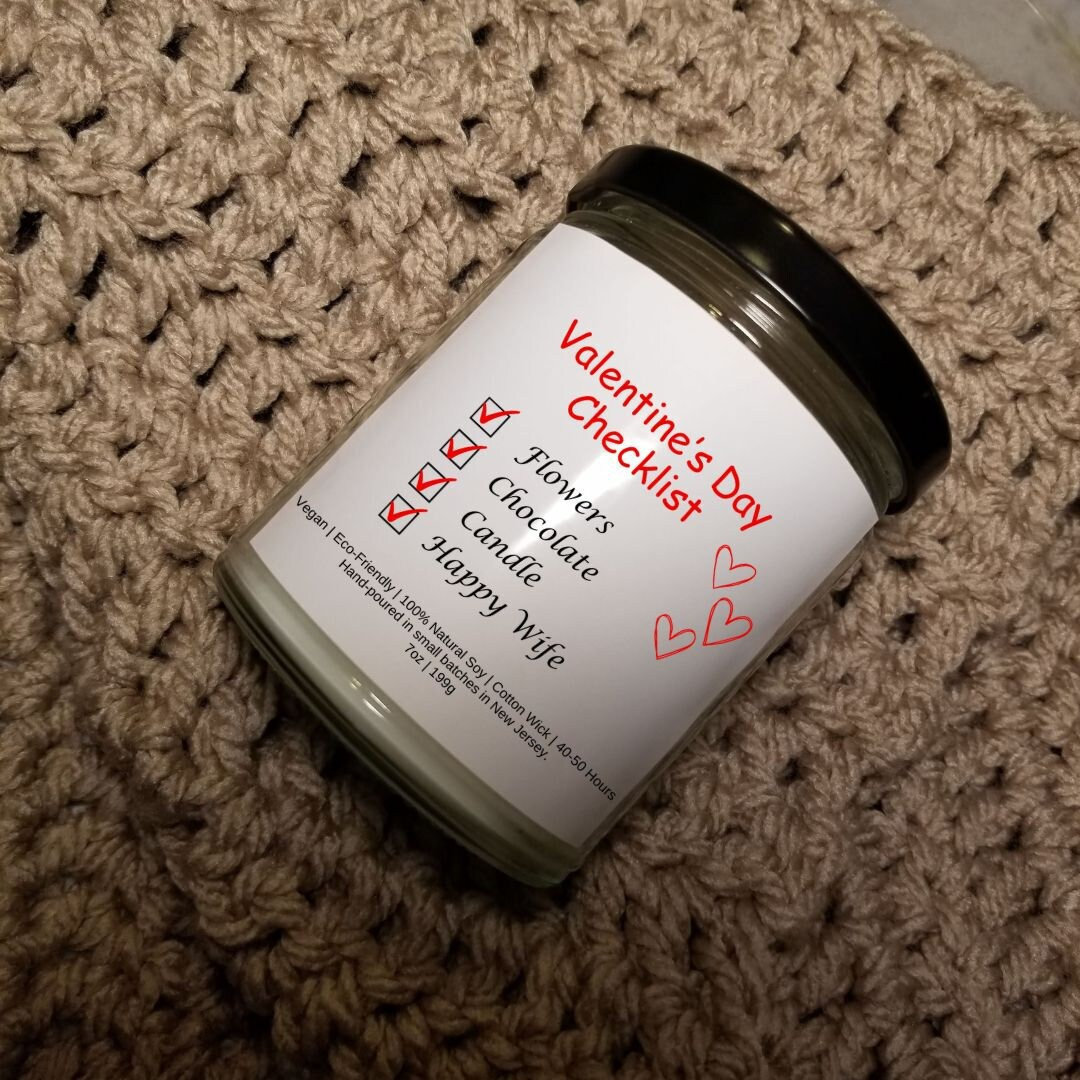 Valentine's Day
Checklist
Flowers
Chocolate
Candle
Happy Wife
Vegan | Eco-Friendly | 100% Natural Soy | Cotton Wick | 40-50 Hours
Hand-poured in small batches in New Jersey.
7oz | 199g